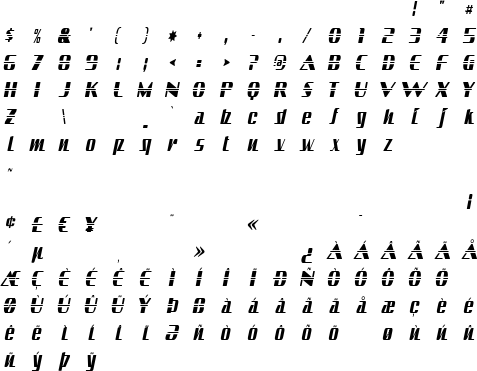 ! " #
$ % & ' ( ) * + , - . / 0 1 2 3 4 5
6 7 8 9 : ; < = > ? @ A B C D E F G
H I J K L M N O P Q R S T U V W X Y
Z \ _ ` a b c d e f g h i j k
l m n o p q r s t u v w x y z
~
¡
¢ £ € ¥ ¨ « ¯
´ µ ¸ » ¿ À Á Â Ã Ä Å
Æ Ç È É Ê Ë Ì Í Î Ï Ð Ñ Ò Ó Ô Õ Ö
Ø Ù Ú Û Ü Ý Þ ß à á â ã ä å æ ç è é
ê ë ì í î ï ð ñ ò ó ô õ ö ø ù ú û
ü ý þ ÿ